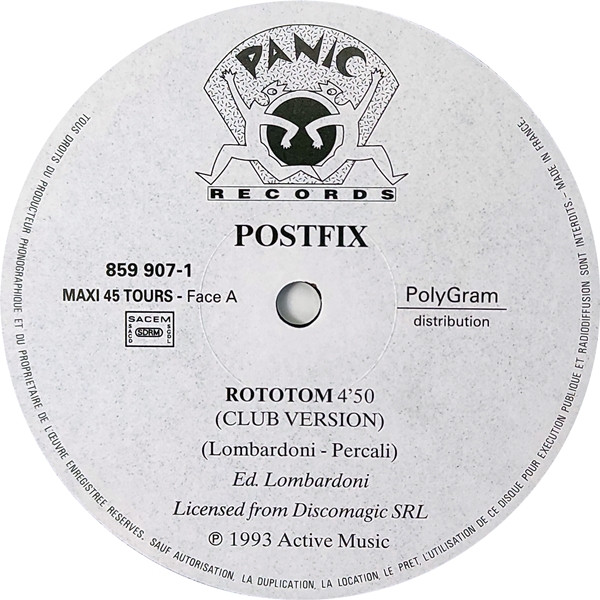 PANIC
RECORDS
POSTFIX
859 907-1
MAXI 45 TOURS - Face A
SACEM
SACD SDRM SCDL
PolyGram
distribution
ROTOTOM 4'50
(CLUB VERSION)
(Lombardoni - Percali)
Ed. Lombardoni
Licensed from Discomagic SRL
℗ 1993 Active Music
TOUS DROITS DU PRODUCTEUR PHONOGRAPHIQUE ET DU PROPRIETAIRE DE L'ŒUVRE ENREGISTREE RESERVES. SAUF AUTORISATION, LA DUPLICATION, LA LOCATION, LE PRET, L'UTILISATION DE CE DISQUE POUR EXECUTION PUBLIQUE ET RADIODIFFUSION SONT INTERDITS. - MADE IN FRANCE.